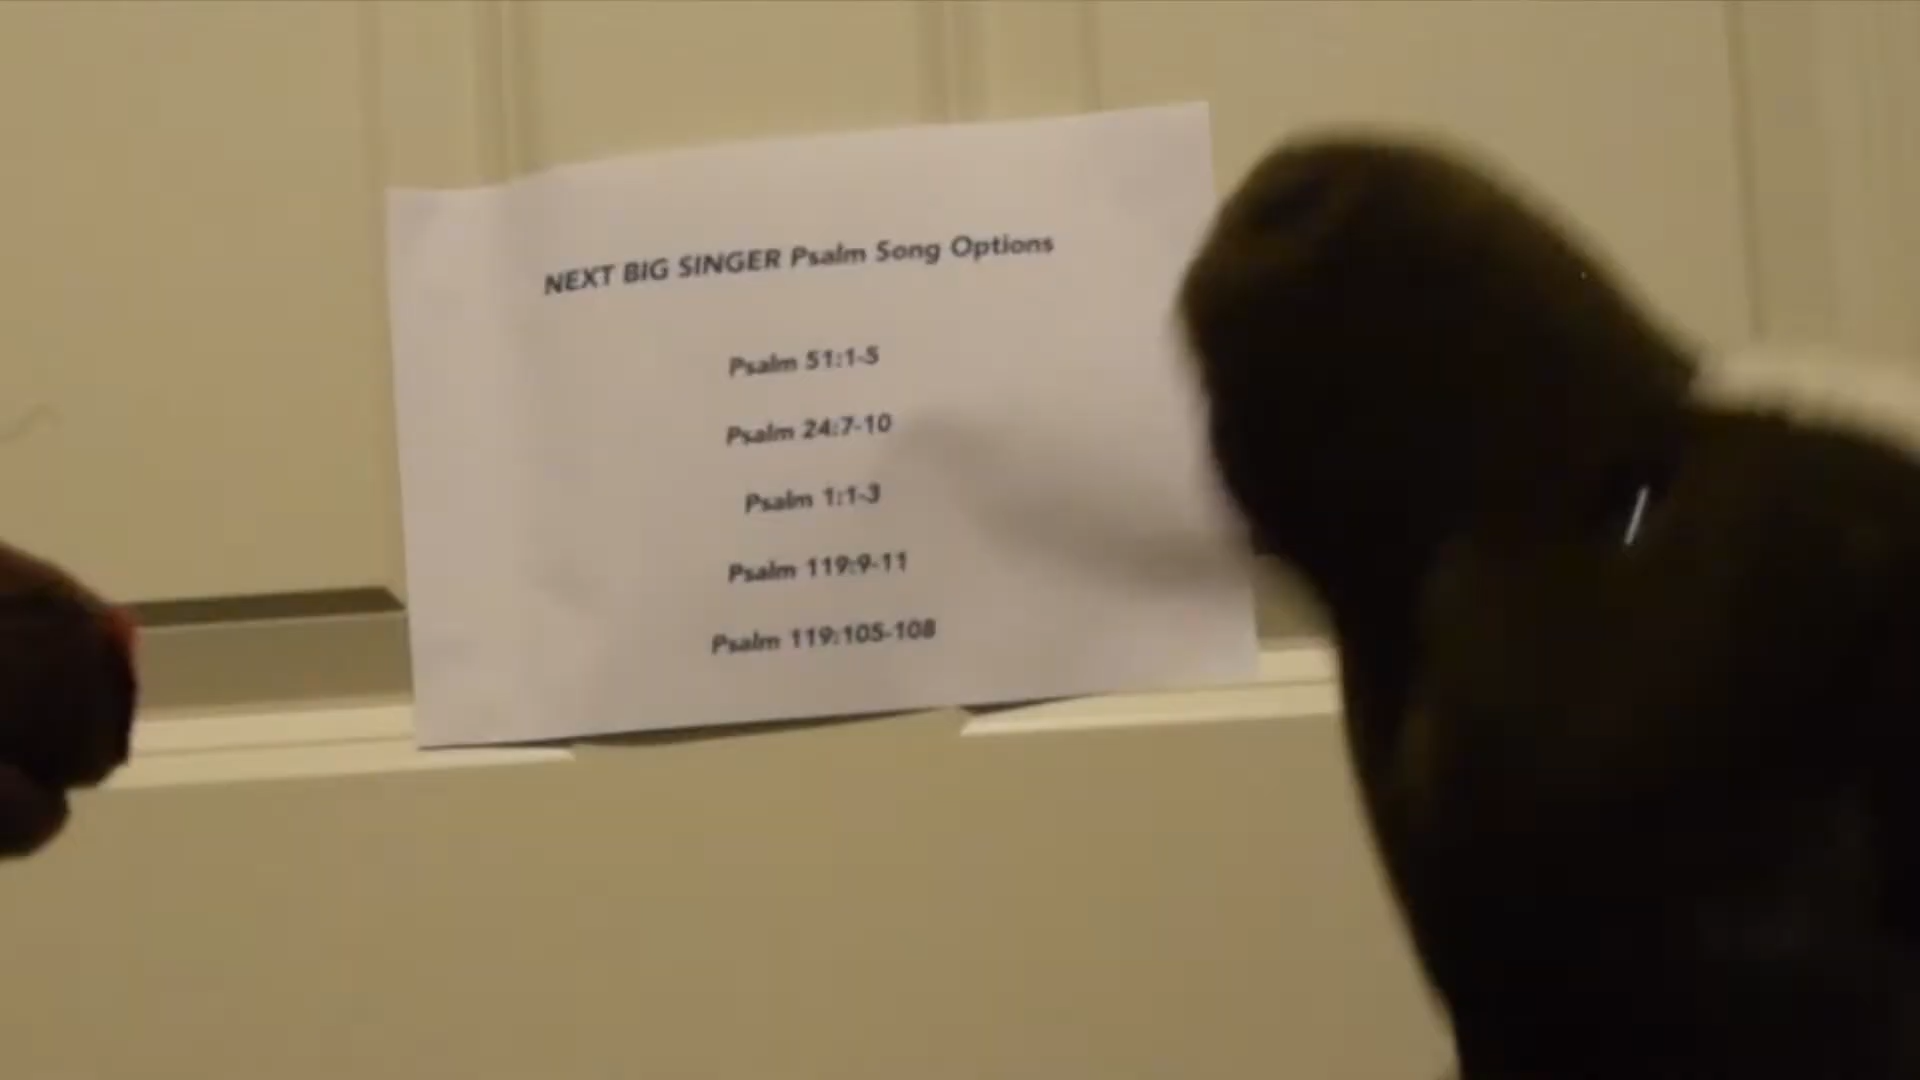 NEXT BIG SINGER Psalm Song Options
Psalm 51:1-5
Psalm 24:7-10
Psalm 1:1-3
Psalm 119:9-11
Psalm 119:105-108